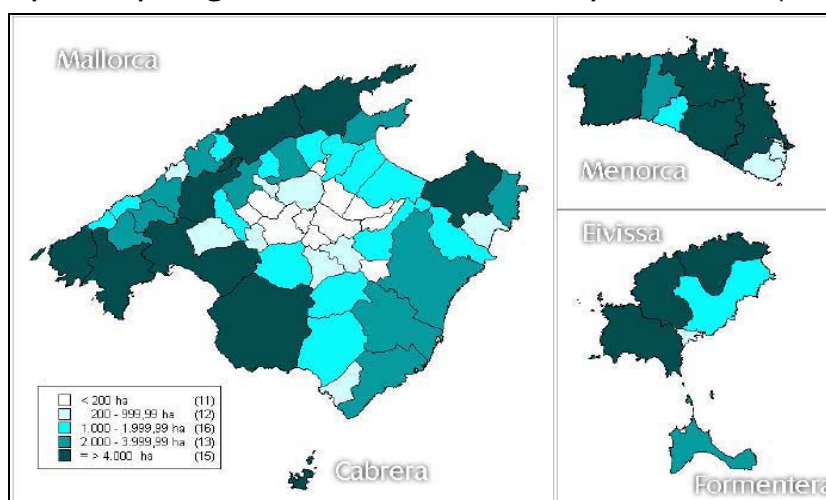 Mallorca
Menorca
Eivissa
< 200 ha (11)
200 - 999,99 ha (12)
1.000 - 1.999,99 ha (16)
2.000 - 3.999,99 ha (13)
= > 4.000 ha (15)
Cabrera
Formentera